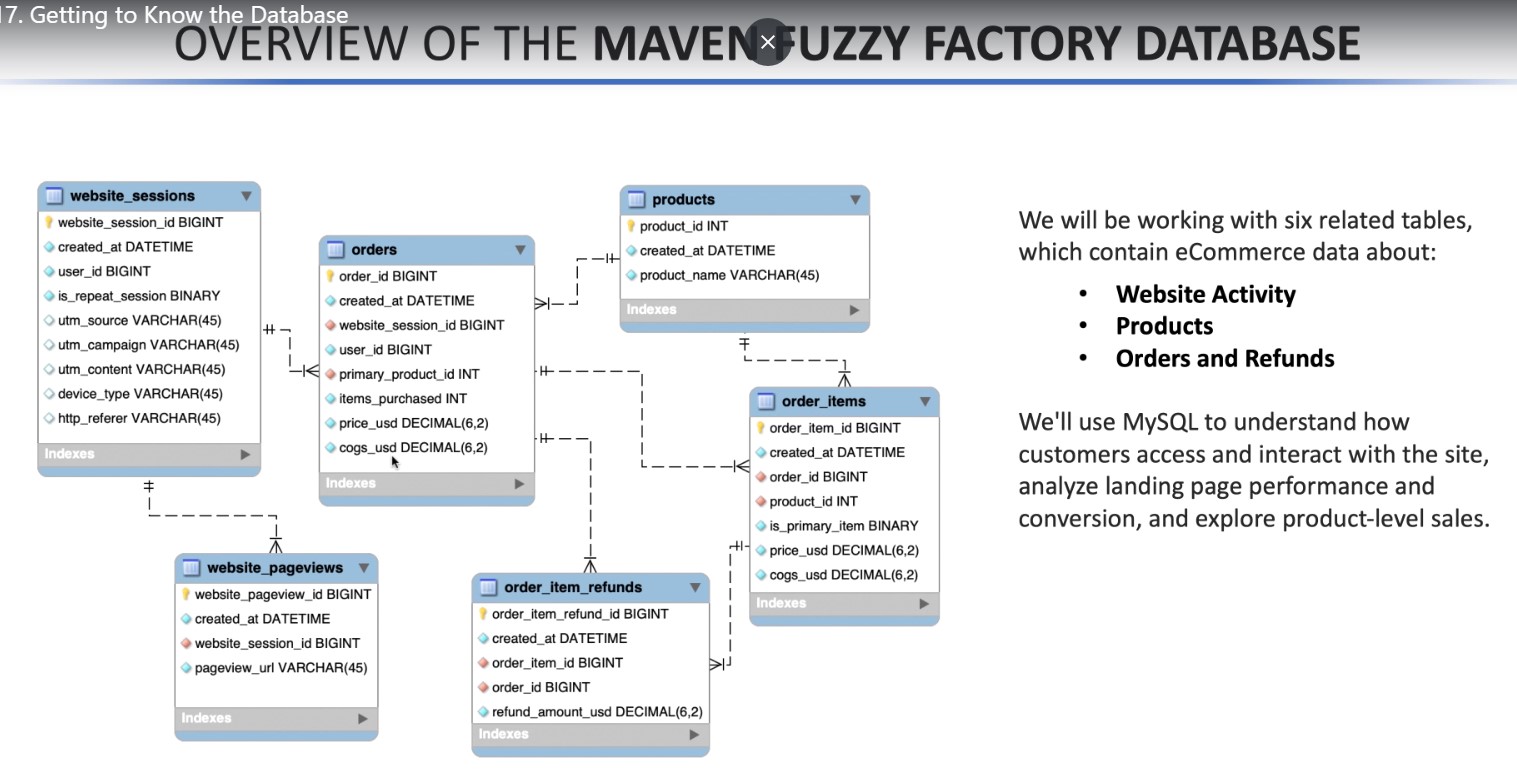 17. Getting to Know the Database
OVERVIEW OF THE MAVEN FUZZY FACTORY DATABASE
website_sessions
website_session_id BIGINT
created_at DATETIME
user_id BIGINT
is_repeat_session BINARY
utm_source VARCHAR(45)
utm_campaign VARCHAR(45)
utm_content VARCHAR(45)
device_type VARCHAR(45)
http_referer VARCHAR(45)
Indexes
orders
order_id BIGINT
created_at DATETIME
website_session_id BIGINT
user_id BIGINT
primary_product_id INT
items_purchased INT
price_usd DECIMAL(6,2)
cogs_usd DECIMAL(6,2)
Indexes
products
product_id INT
created_at DATETIME
product_name VARCHAR(45)
Indexes
order_items
order_item_id BIGINT
created_at DATETIME
order_id BIGINT
product_id INT
is_primary_item BINARY
price_usd DECIMAL(6,2)
cogs_usd DECIMAL(6,2)
Indexes
website_pageviews
website_pageview_id BIGINT
created_at DATETIME
website_session_id BIGINT
pageview_url VARCHAR(45)
Indexes
order_item_refunds
order_item_refund_id BIGINT
created_at DATETIME
order_item_id BIGINT
order_id BIGINT
refund_amount_usd DECIMAL(6,2)
Indexes
We will be working with six related tables,
which contain eCommerce data about:
• Website Activity
• Products
• Orders and Refunds
We'll use MySQL to understand how
customers access and interact with the site,
analyze landing page performance and
conversion, and explore product-level sales.